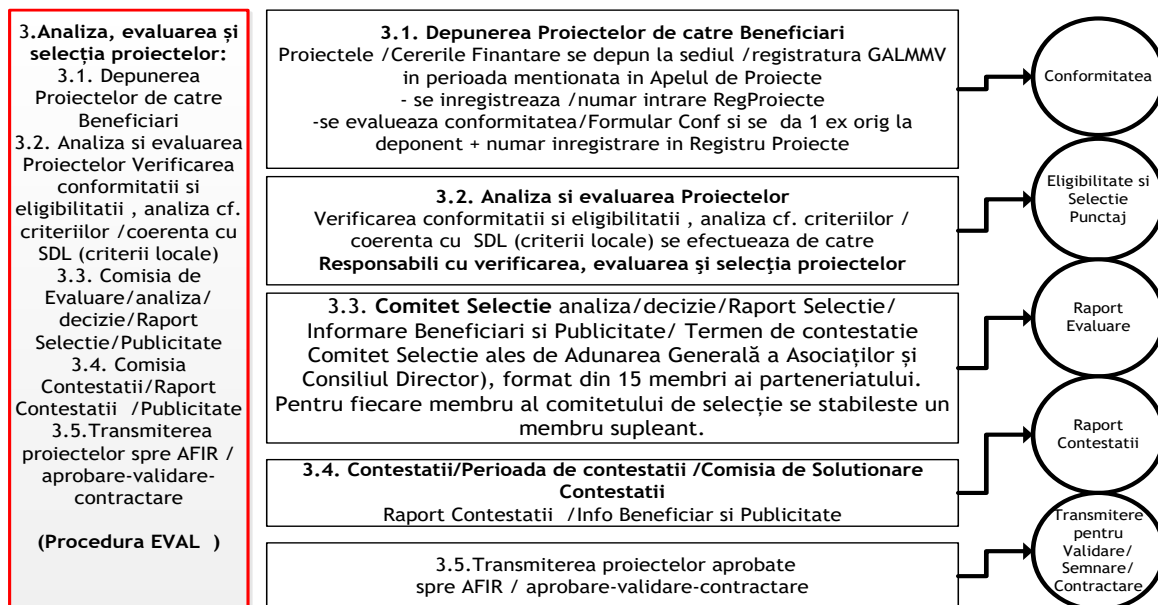 3.Analiza, evaluarea și
selecția proiectelor:
3.1. Depunerea
Proiectelor de catre
Beneficiari
3.2. Analiza si evaluarea
Proiectelor Verificarea
conformitatii si
eligibilitatii , analiza cf.
criteriilor /coerenta cu
SDL (criterii locale)
3.3. Comisia de
Evaluare/analiza/
decizie/Raport
Selectie/Publicitate
3.4. Comisia
Contestatii/Raport
Contestatii /Publicitate
3.5.Transmiterea
proiectelor spre AFIR /
aprobare-validare-
contractare
(Procedura EVAL )
3.1. Depunerea Proiectelor de catre Beneficiari
Proiectele /Cererile Finantare se depun la sediul /registratura GALMMV
in perioada mentionata in Apelul de Proiecte
- se inregistreaza /numar intrare RegProiecte
-se evalueaza conformitatea/Formular Conf si se da 1 ex orig la
deponent + numar inregistrare in Registru Proiecte
Conformitatea
3.2. Analiza si evaluarea Proiectelor
Verificarea conformitatii si eligibilitatii , analiza cf. criteriilor /
coerenta cu SDL (criterii locale) se efectueaza de catre
Responsabili cu verificarea, evaluarea şi selecţia proiectelor
Eligibilitate si
Selectie
Punctaj
3.3. Comitet Selectie analiza/decizie/Raport Selectie/
Informare Beneficiari si Publicitate/ Termen de contestatie
Comitet Selectie ales de Adunarea Generală a Asociaților și
Consiliul Director), format din 15 membri ai parteneriatului.
Pentru fiecare membru al comitetului de selecție se stabileste un
membru supleant.
Raport
Evaluare
3.4. Contestatii/Perioada de contestatii /Comisia de Solutionare
Contestatii
Raport Contestatii /Info Beneficiar si Publicitate
Raport
Contestatii
3.5.Transmiterea proiectelor aprobate
spre AFIR / aprobare-validare-contractare
Transmitere
pentru
Validare/
Semnare/
Contractare